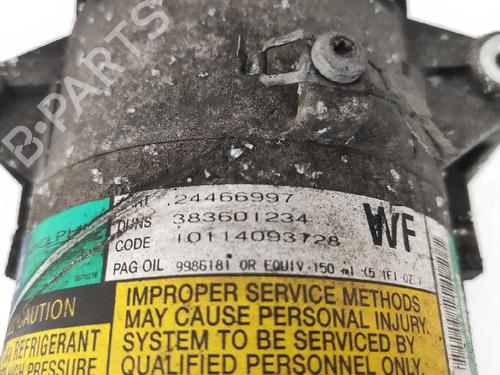 B-PARTS
24466997
DUNS 383601234
WF
CODE 10114093728
PAG OIL 9986181 OR EQUIV 150 ml
CAUTION
IMPROPER SERVICE METHODS
MAY CAUSE PERSONAL INJURY.
REFRIGERANT SYSTEM TO BE SERVICED BY
HIGH PRESSURE QUALIFIED PERSONNEL ONLY.